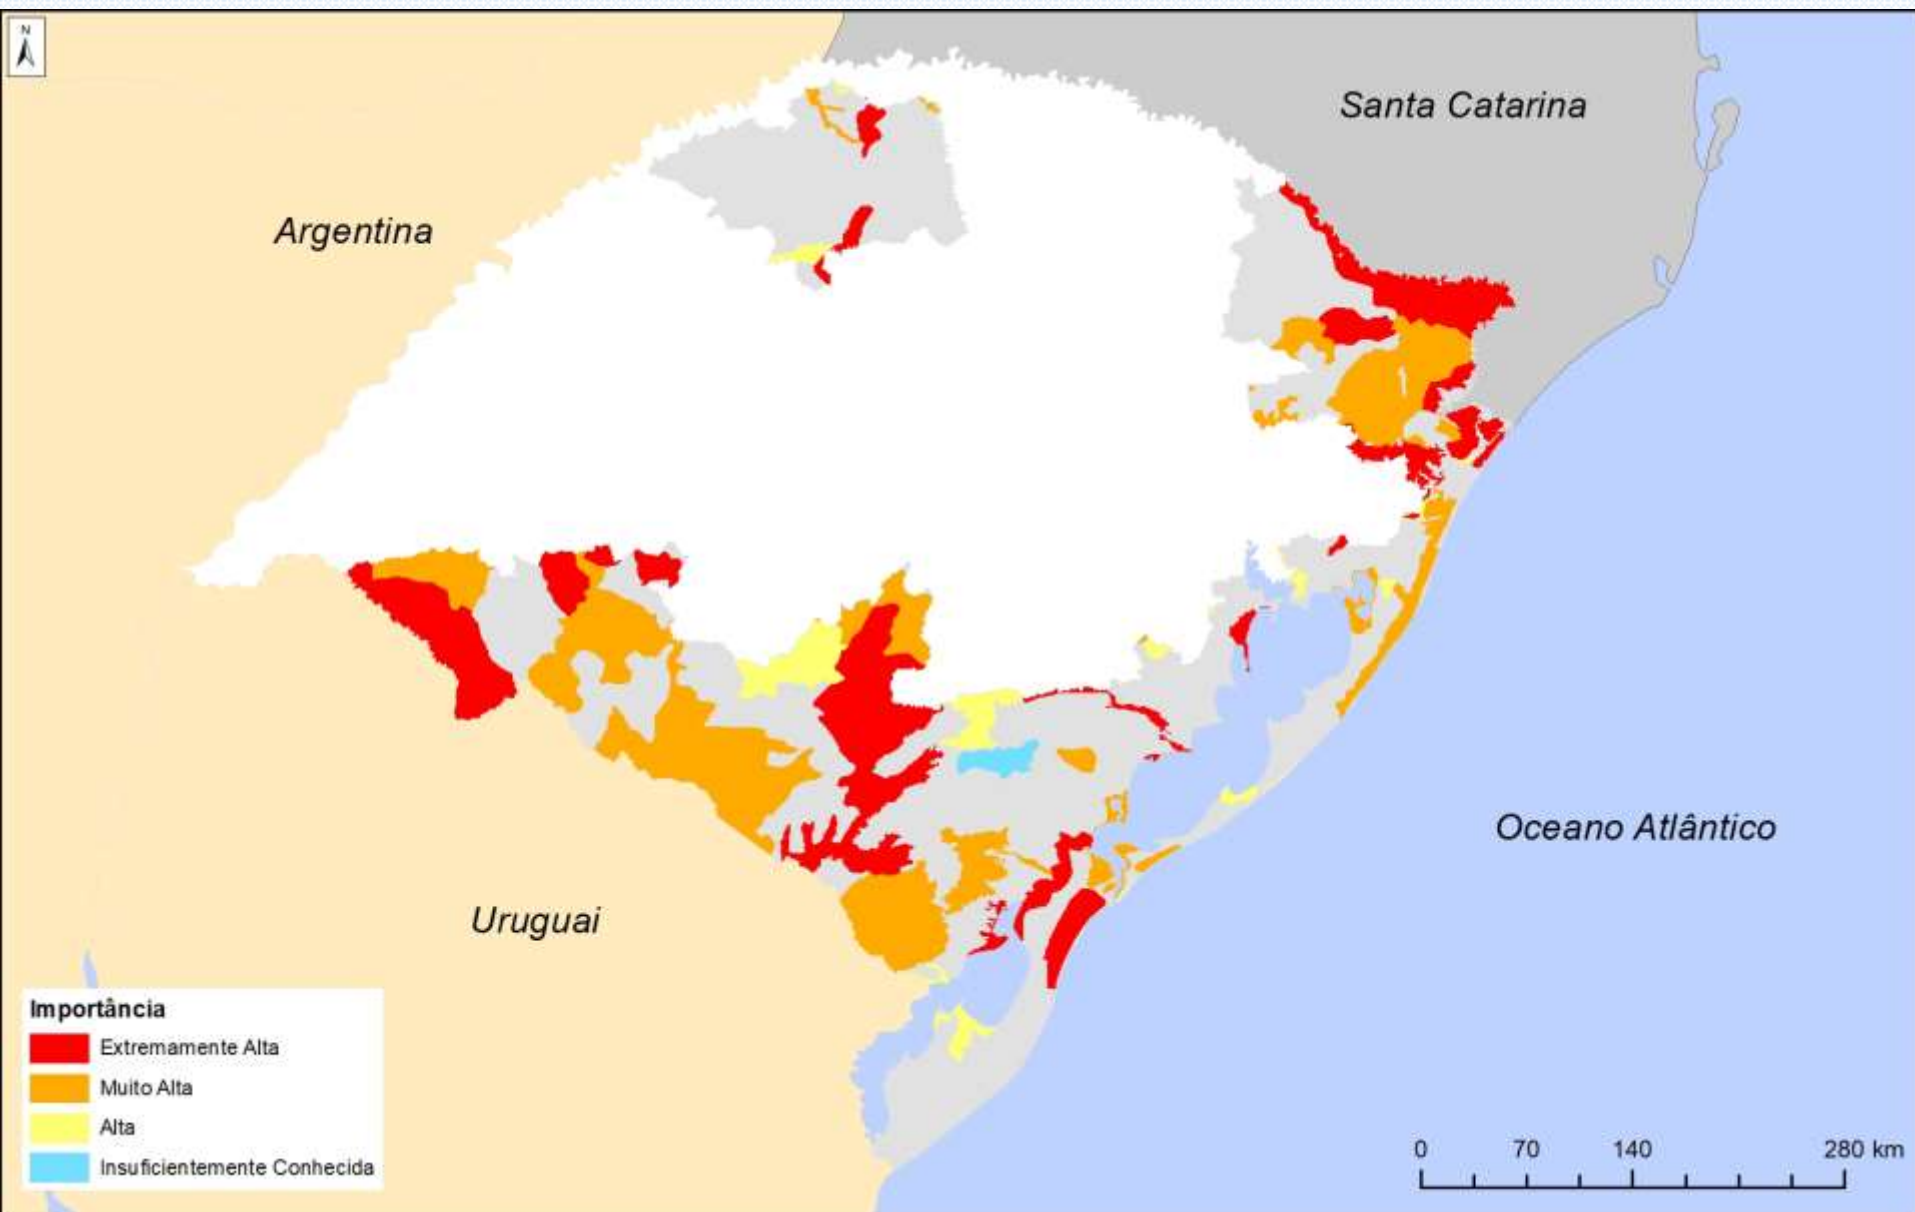 N
Santa Catarina
Argentina
Oceano Atlântico
Uruguai
Importância
Extremamente Alta
Muito Alta
Alta
Insuficientemente Conhecida
0 70 140 280 km